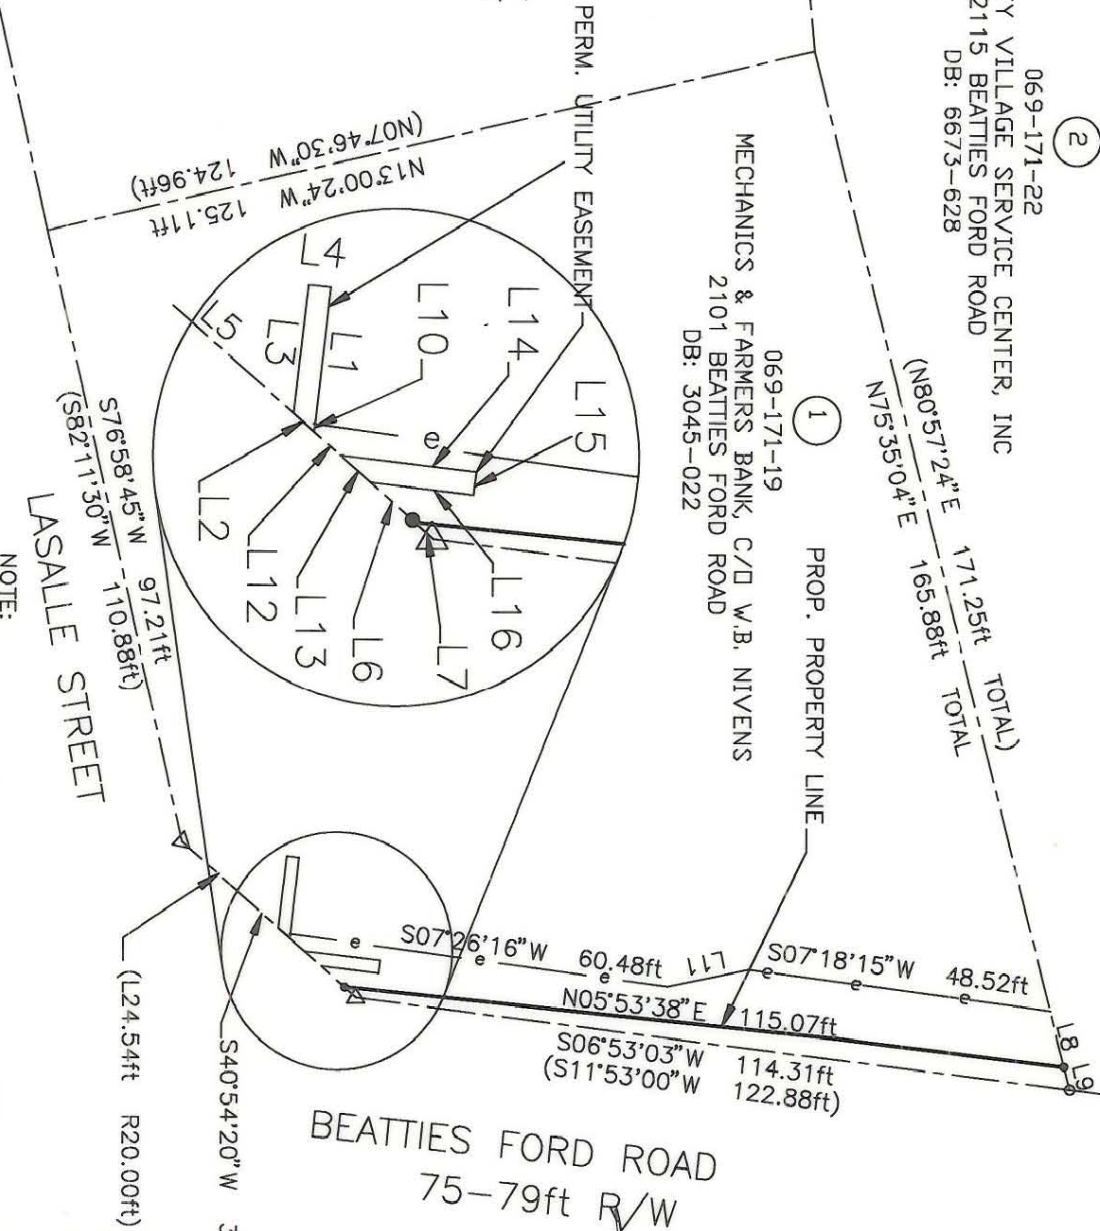 2
069-171-22
Y VILLAGE SERVICE CENTER, INC
2115 BEATTIES FORD ROAD
DB: 6673-628
PERM. UTILITY EASEMENT
(N07°46'30"W 124.96ft)
N13°00'24"W 125.11ft
1
069-171-19
MECHANICS & FARMERS BANK, C/O W.B. NIVENS
2101 BEATTIES FORD ROAD
DB: 3045-022
(N80°57'24"E 171.25ft TOTAL)
N75°35'04"E 165.88ft TOTAL
PROP. PROPERTY LINE
L4
L5
L3
L1
L10
L14
L15
e
L2
L12
L13
L6
L7
L16
S76°58'45"W 97.21ft
(S82°11'30"W 110.88ft)
LASALLE STREET
NOTE:
e
S07°26'16"W 60.48ft
e
e
L11
S07°18'15"W 48.52ft
e
e
e
N05°53'38"E 115.07ft
S06°53'03"W 114.31ft
(S11°53'00"W 122.88ft)
L8
L9
(L24.54ft R20.00ft)
S40°54'20"W
BEATTIES FORD ROAD
75-79ft R/W